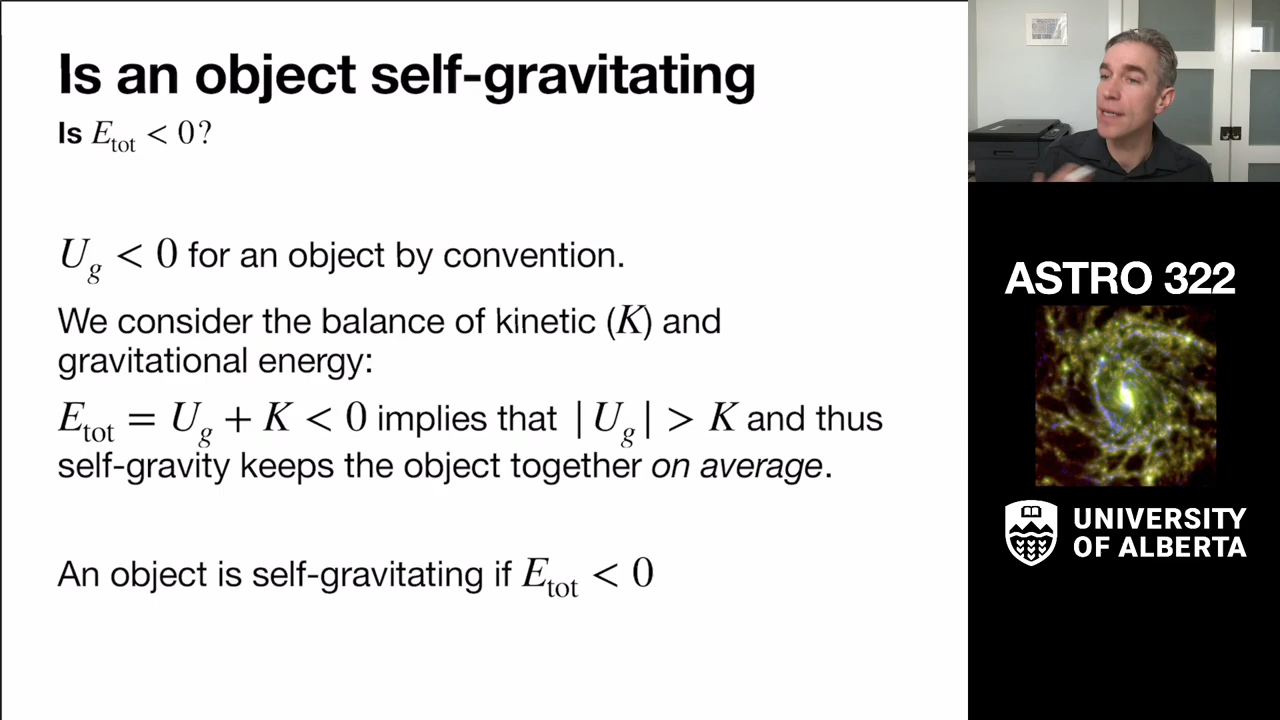 Is an object self-gravitating
Is E_tot < 0?
U_g < 0 for an object by convention.
We consider the balance of kinetic (K) and
gravitational energy:
E_tot = U_g + K < 0 implies that |U_g| > K and thus
self-gravity keeps the object together on average.
An object is self-gravitating if E_tot < 0
ASTRO 322
UNIVERSITY
OF ALBERTA